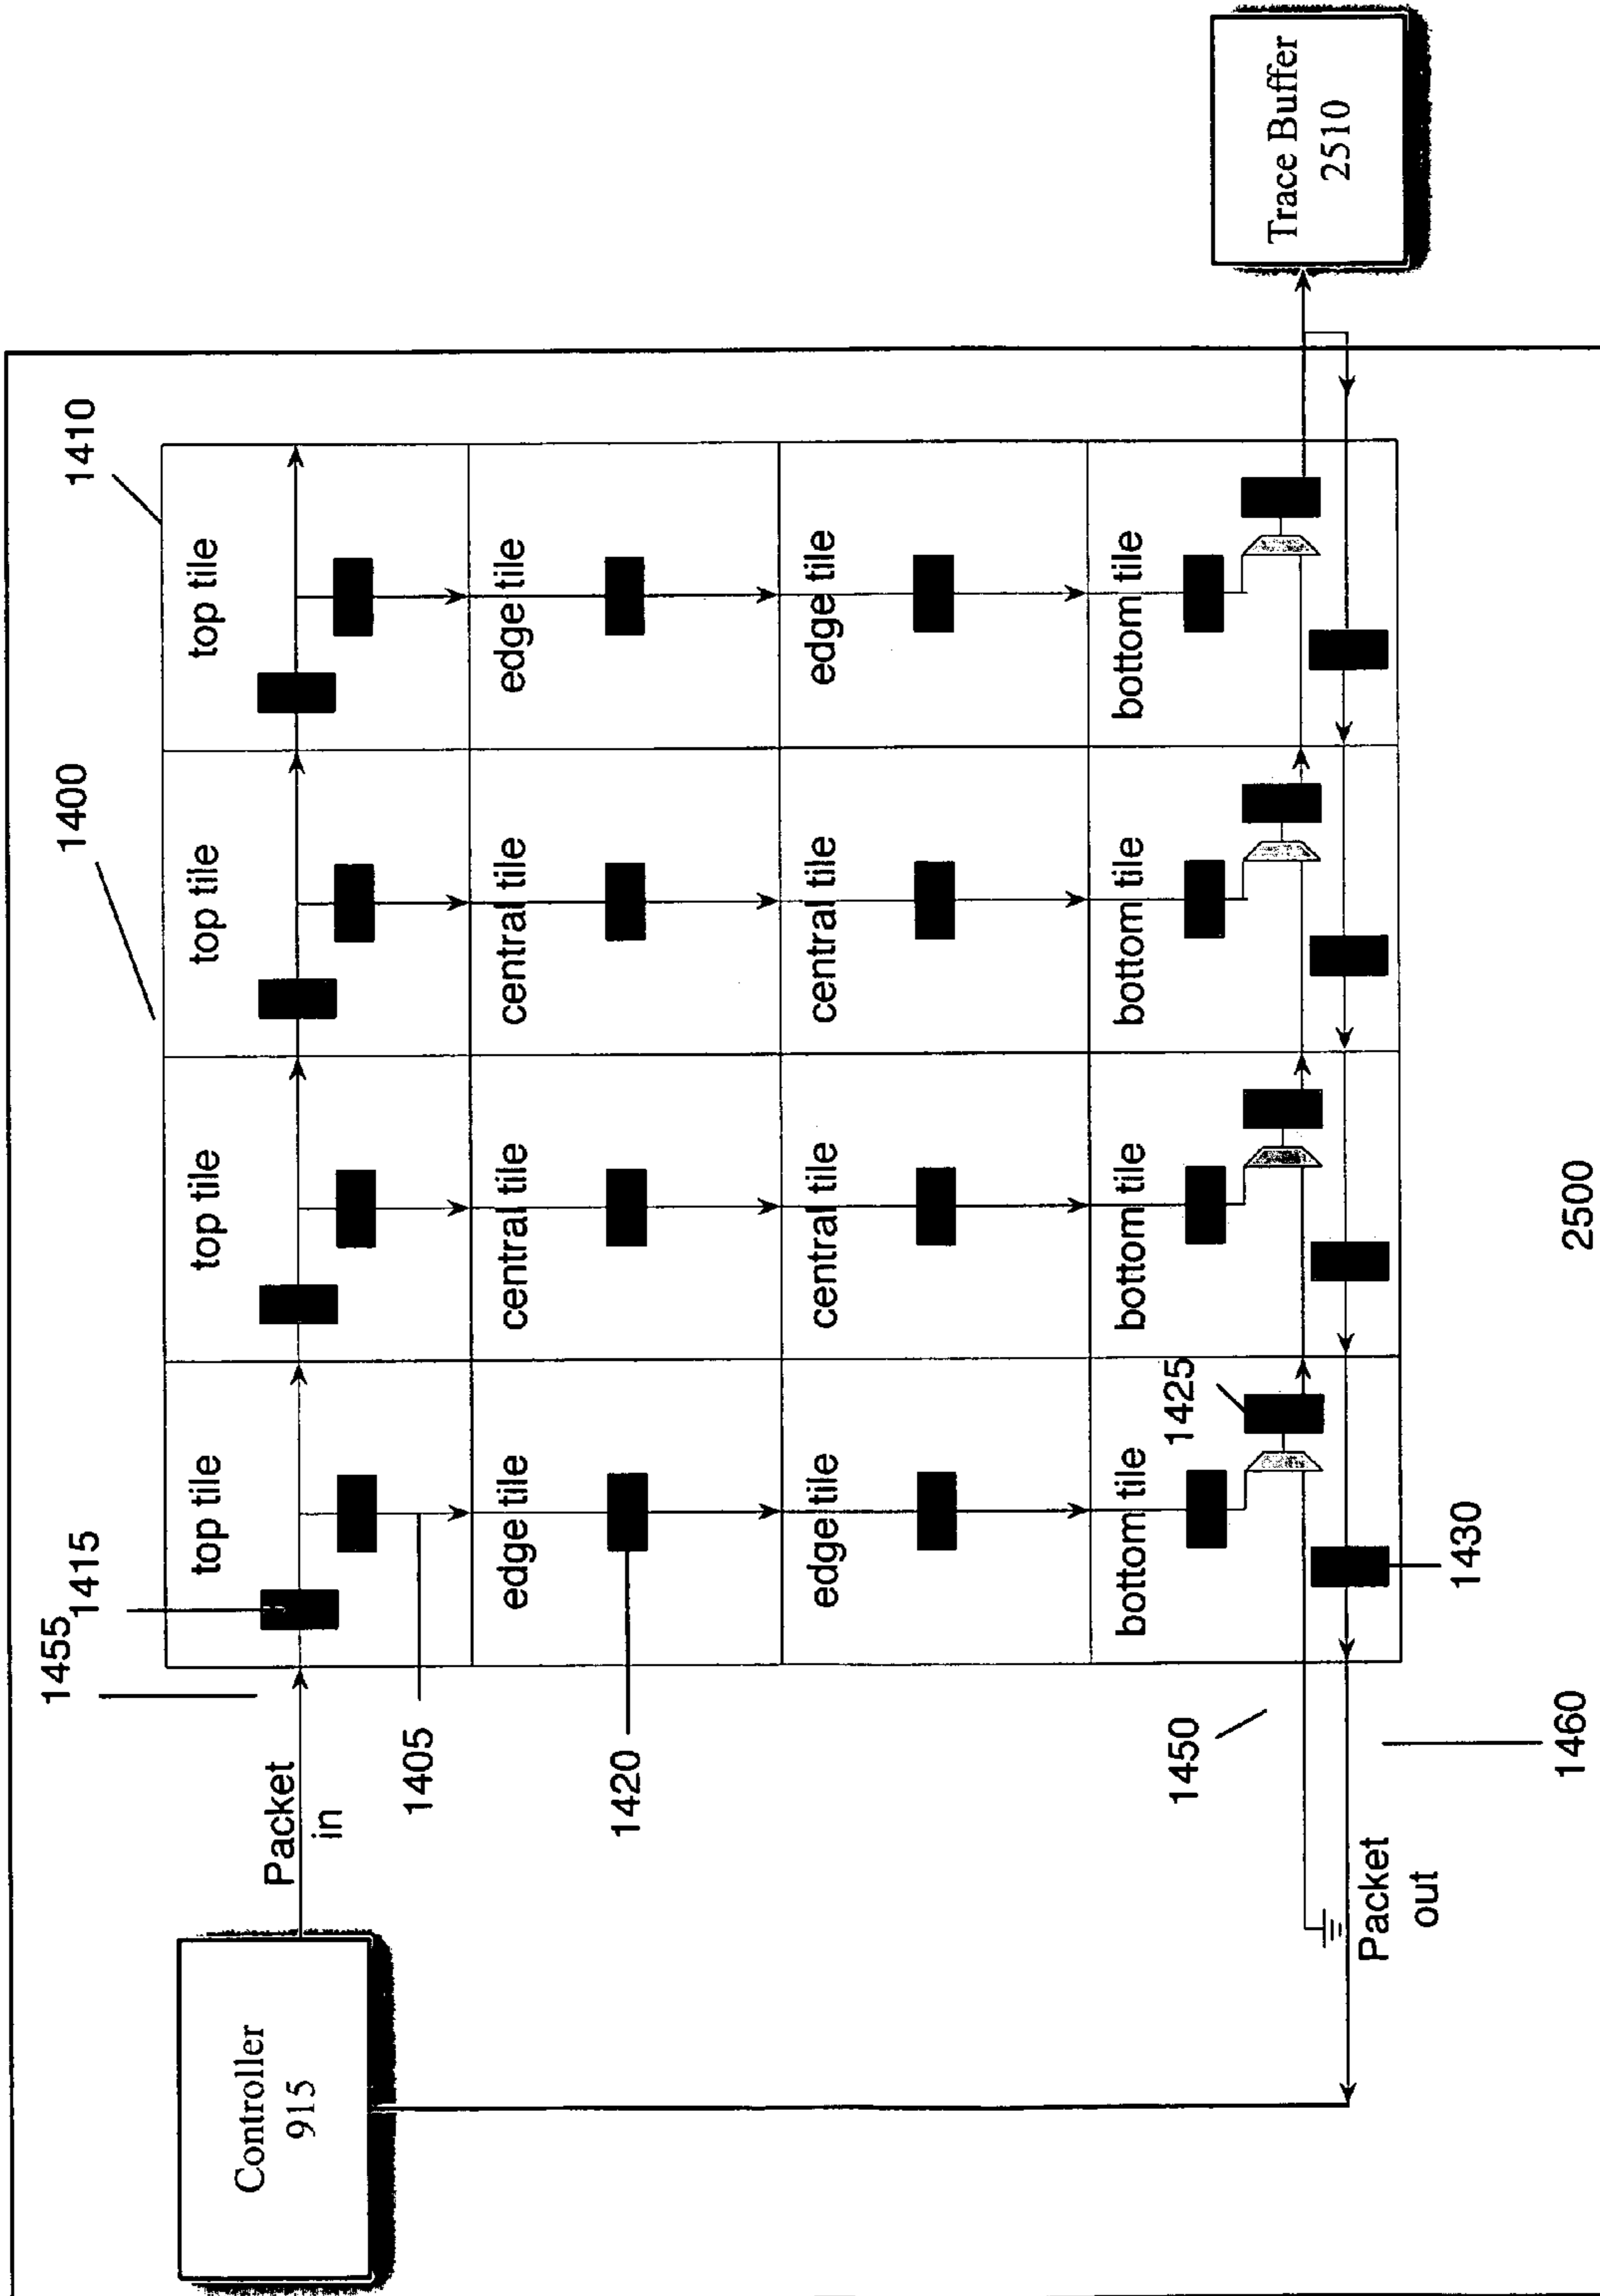 1455
1415
1400
1410
top tile
top tile
top tile
top tile
Controller
915
Packet
in
1405
edge tile
central tile
central tile
edge tile
1420
edge tile
central tile
central tile
edge tile
bottom tile
bottom tile
bottom tile
bottom tile
1425
1450
Trace Buffer
2510
Packet
out
1430
1460
2500